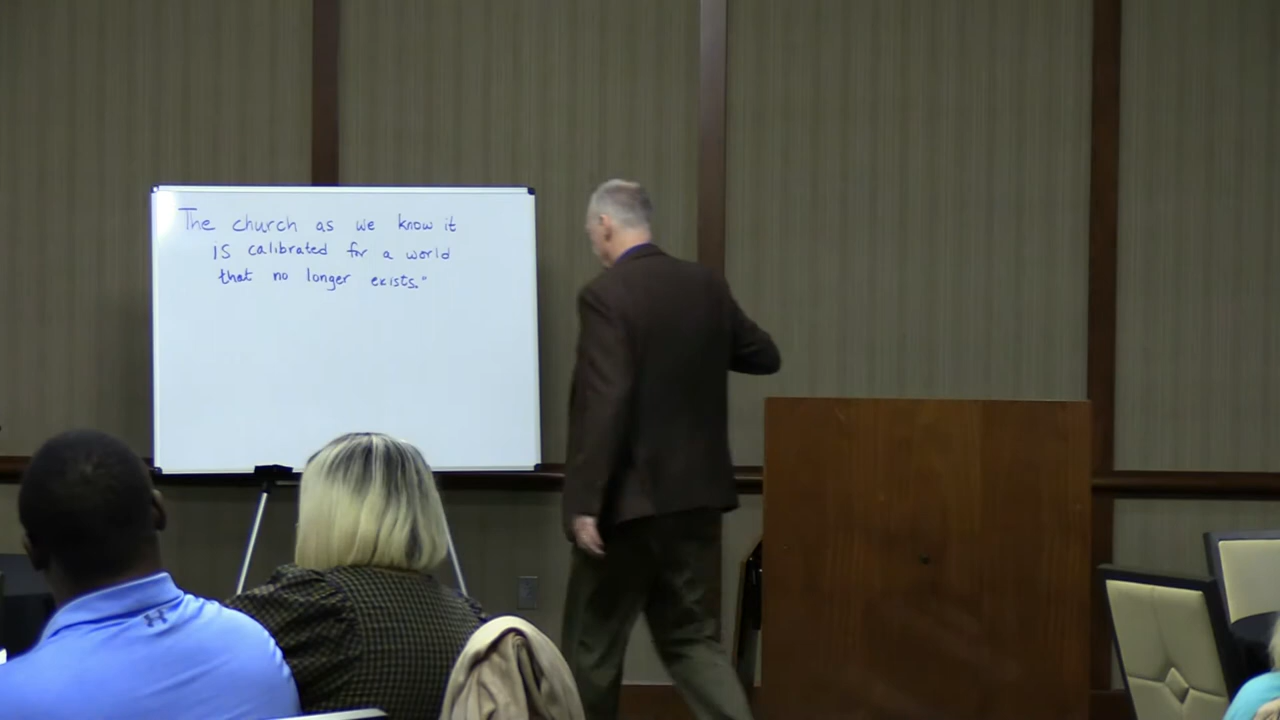 The church as we know it
is calibrated for a world
that no longer exists."